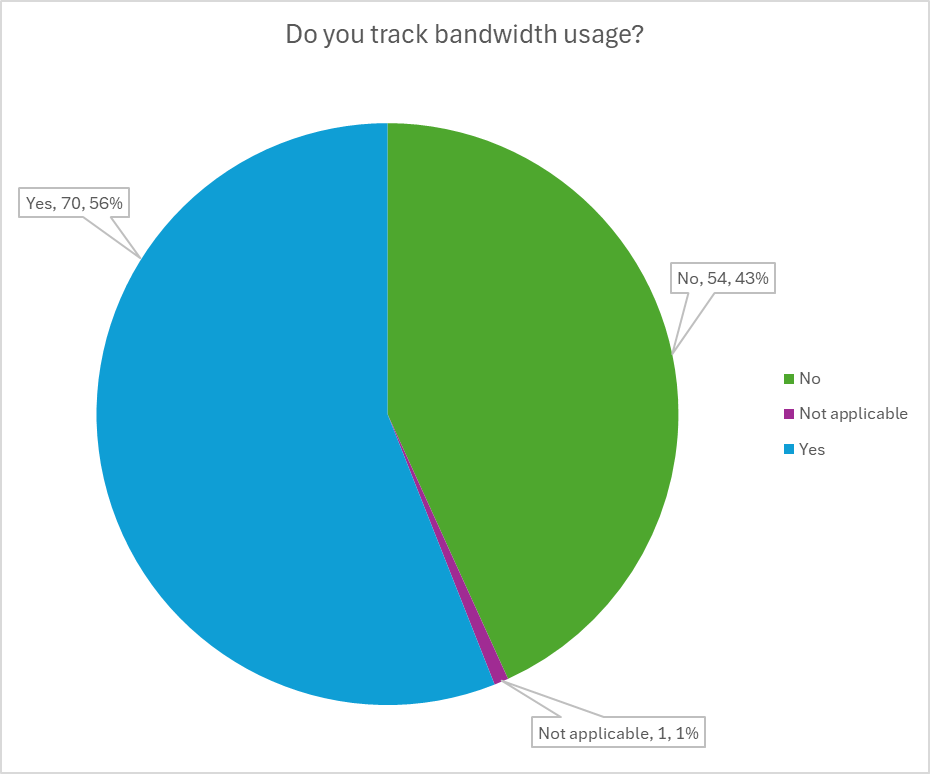 Do you track bandwidth usage?
Yes, 70, 56%
No, 54, 43%
No
Not applicable
Yes
Not applicable, 1, 1%